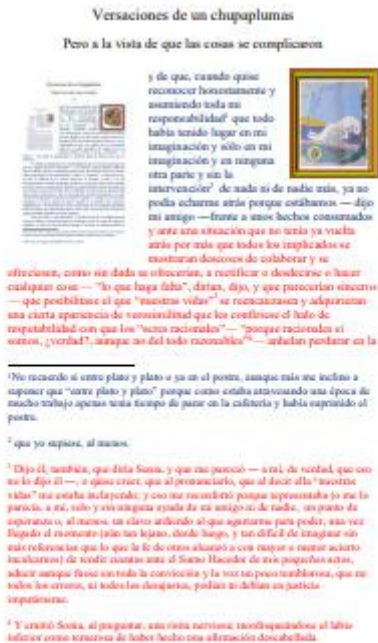 Versaciones de un chupaplumas
Pero a la vista de que las cosas se complicaron
y de que, cuando quise
reconocer honestamente y
asumiendo toda mi
responsabilidad¹ que todo
había tenido lugar en mi
imaginación y sólo en mi
imaginación y en ninguna
otra parte y sin la
intervención² de nada ni de nadie más, ya no
podía echarme atrás porque estábamos — dijo
mi amigo —frente a unos hechos consumados
y ante una situación que no tenía ya vuelta
atrás por más que todos los implicados se
mostraran deseosos de colaborar y se
ofreciesen, como sin duda se ofrecerían, a rectificar o desdecirse o hacer
cualquier cosa — "lo que haga falta", dirían, dijo, y que parecerían sinceros
— que posibilitase el que "nuestras vidas"³ se reencauzasen y adquirieran
una cierta apariencia de verosimilitud que les confiriese el halo de
respetabilidad con que los "seres racionales" — "porque racionales sí
somos, ¿verdad?, aunque no del todo razonables"⁴ — anhelan perdurar en la
¹No recuerdo si entre plato y plato o ya en el postre, aunque más me inclino a
suponer que "entre plato y plato" porque como estaba atravesando una época de
mucho trabajo apenas tenía tiempo de parar en la cafetería y había suprimido el
postre.
² que yo supiese, al menos.
³ Dijo él, también, que diría Sonia, y que me pareció — a mí, de verdad, que eso
no lo dijo él —, o quise creer, que al pronunciarlo, que al decir ella "nuestras
vidas" me estaba incluyendo; y eso me reconfortó porque representaba (o me lo
parecía, a mí, solo y sin ninguna ayuda de mi amigo ni de nadie, un punto de
esperanza o, al menos, un clavo ardiendo al que agarrarme para poder, una vez
llegado el momento (aún tan lejano, desde luego, y tan difícil de imaginar sin
más referencias que lo que la fe de otros alcanzó a con mayor o menor acierto
inculcarnos) de rendir cuentas ante el Sumo Hacedor de mis pequeños actos,
aducir aunque fuese sin toda la convicción y la voz un poco temblorosa, que no
todos los errores, ni todos los desajustes, podían ni debían en justicia
imputárseme.
⁴ Y emitió Sonia, al preguntar, una risita nerviosa; mordisqueándose el labio
inferior como temerosa de haber hecho una afirmación descabellada.